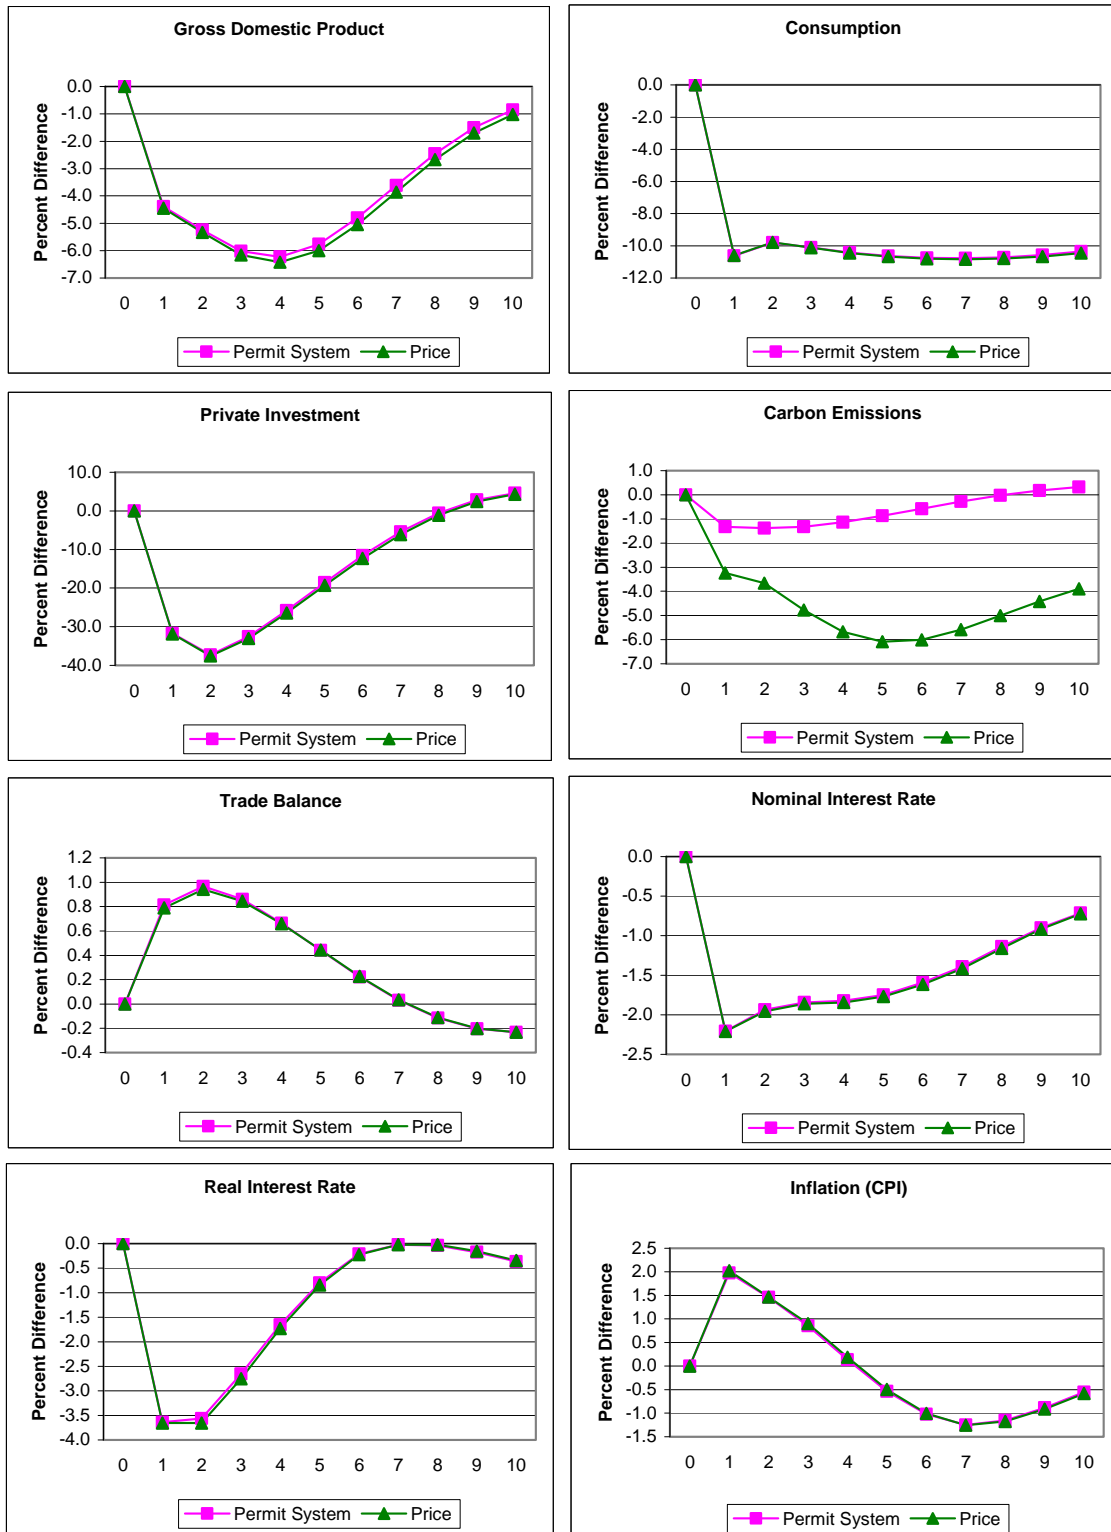 Gross Domestic Product
Percent Difference
0.0
-1.0
-2.0
-3.0
-4.0
-5.0
-6.0
-7.0
0 1 2 3 4 5 6 7 8 9 10
Permit System Price
Consumption
Percent Difference
0.0
-2.0
-4.0
-6.0
-8.0
-10.0
-12.0
0 1 2 3 4 5 6 7 8 9 10
Permit System Price
Private Investment
Percent Difference
10.0
0.0
-10.0
-20.0
-30.0
-40.0
0 1 2 3 4 5 6 7 8 9 10
Permit System Price
Carbon Emissions
Percent Difference
1.0
0.0
-1.0
-2.0
-3.0
-4.0
-5.0
-6.0
-7.0
0 1 2 3 4 5 6 7 8 9 10
Permit System Price
Trade Balance
Percent Difference
1.2
1.0
0.8
0.6
0.4
0.2
0.0
-0.2
-0.4
0 1 2 3 4 5 6 7 8 9 10
Permit System Price
Nominal Interest Rate
Percent Difference
0.0
-0.5
-1.0
-1.5
-2.0
-2.5
0 1 2 3 4 5 6 7 8 9 10
Permit System Price
Real Interest Rate
Percent Difference
0.0
-0.5
-1.0
-1.5
-2.0
-2.5
-3.0
-3.5
-4.0
0 1 2 3 4 5 6 7 8 9 10
Permit System Price
Inflation (CPI)
Percent Difference
2.5
2.0
1.5
1.0
0.5
0.0
-0.5
-1.0
-1.5
0 1 2 3 4 5 6 7 8 9 10
Permit System Price